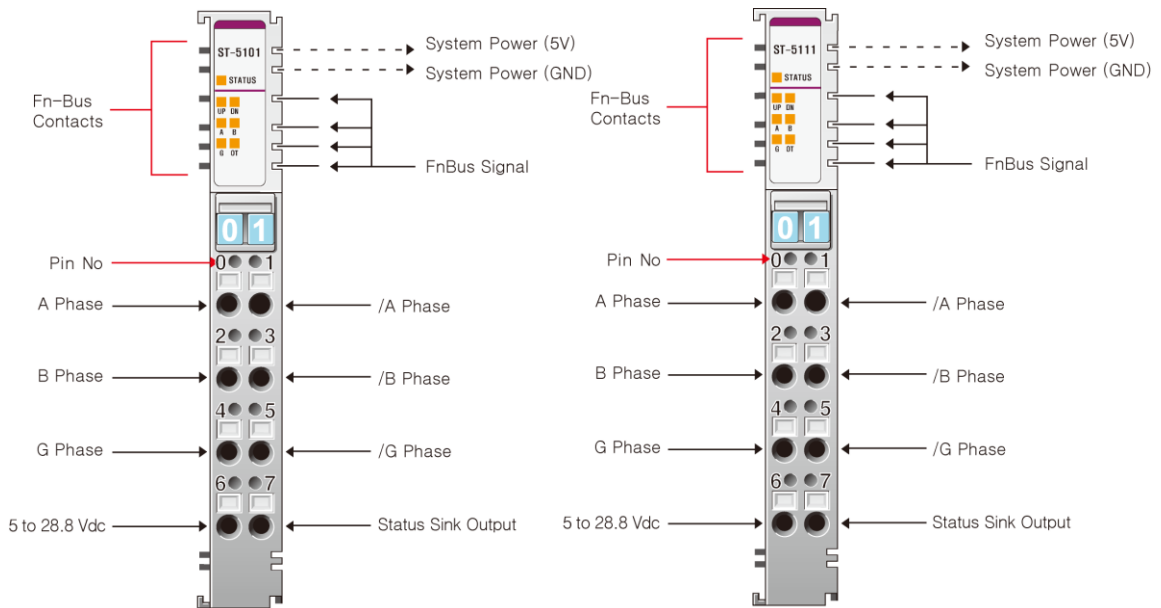 ST-5101
STATUS
UP DN
A B
G OT
System Power (5V)
System Power (GND)
Fn-Bus
Contacts
FnBus Signal
01
Pin No
0 1
A Phase
/A Phase
2 3
B Phase
/B Phase
4 5
G Phase
/G Phase
6 7
5 to 28.8 Vdc
Status Sink Output
ST-5111
STATUS
UP DN
A B
G OT
System Power (5V)
System Power (GND)
Fn-Bus
Contacts
FnBus Signal
01
Pin No
0 1
A Phase
/A Phase
2 3
B Phase
/B Phase
4 5
G Phase
/G Phase
6 7
5 to 28.8 Vdc
Status Sink Output